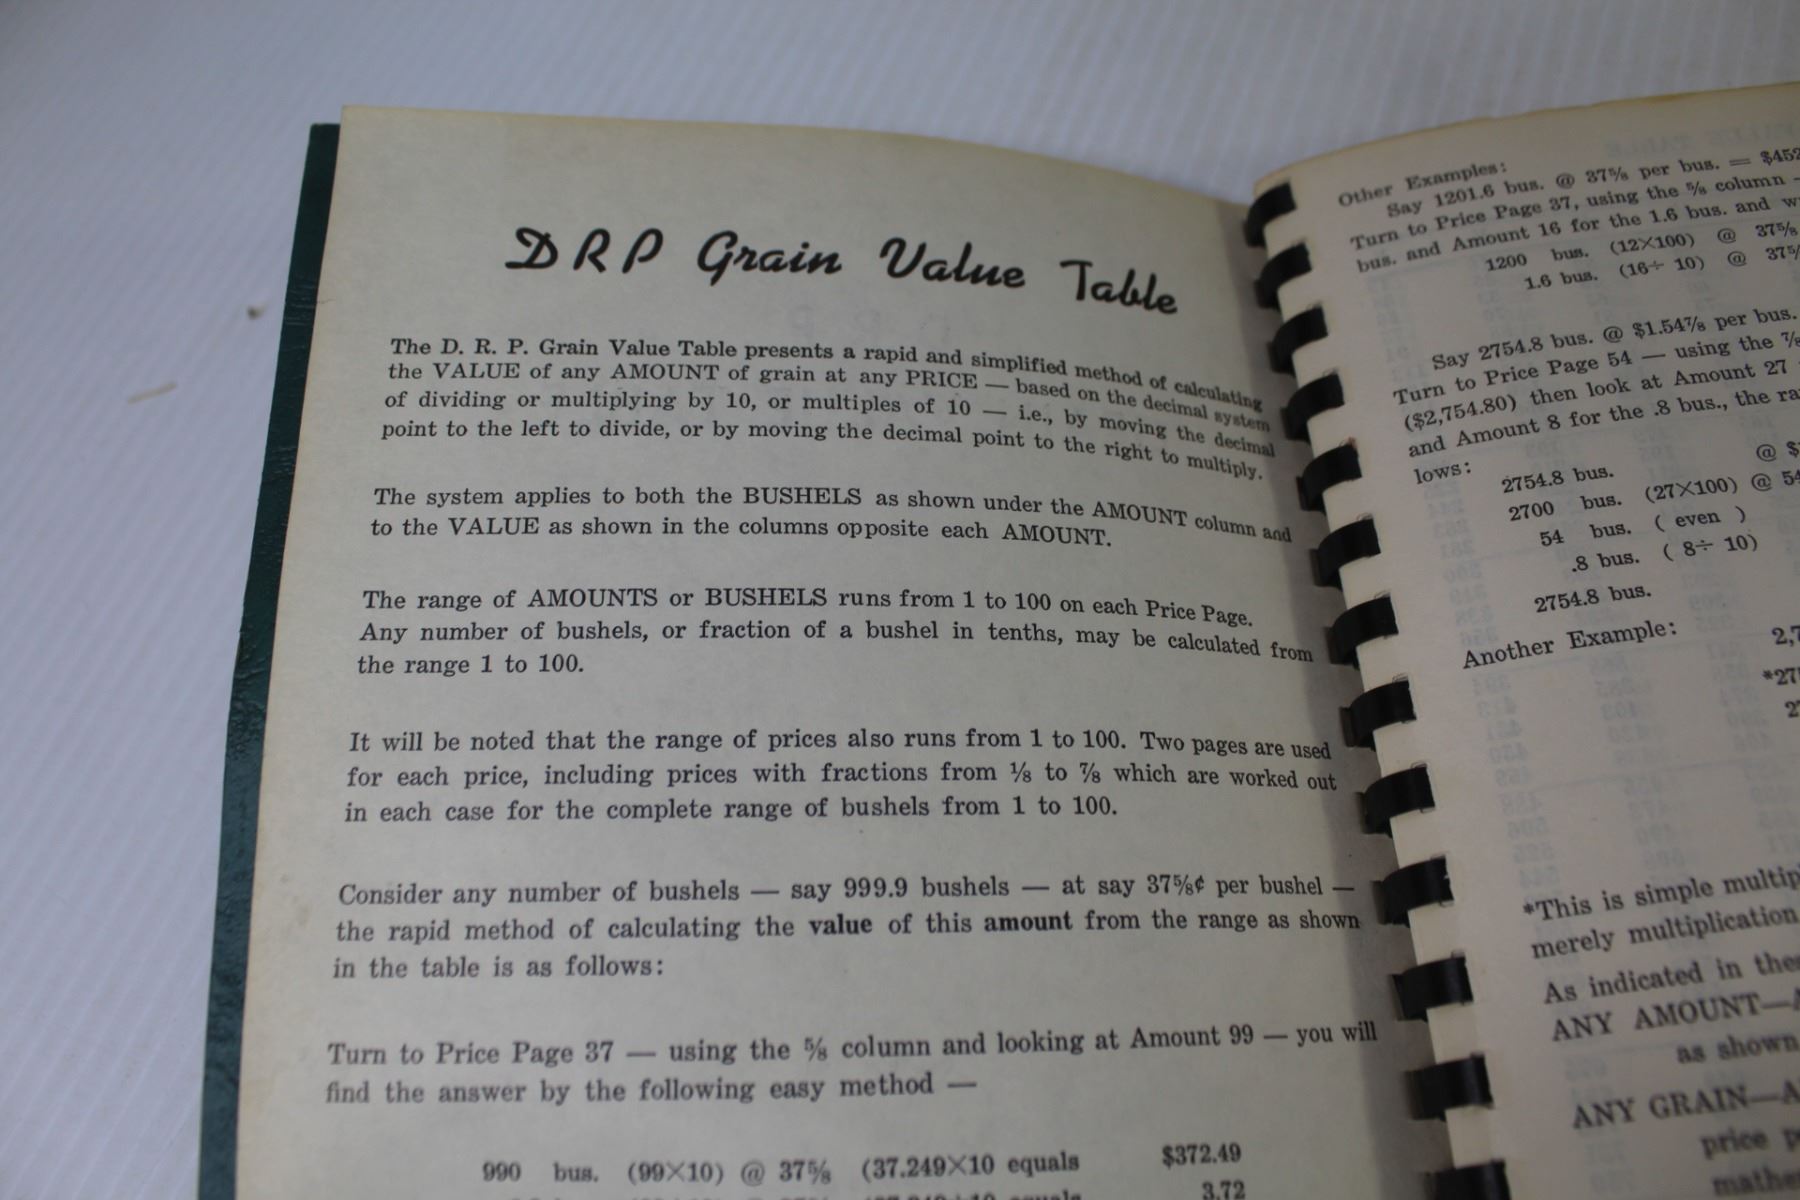 DRP Grain Value Table
The D. R. P. Grain Value Table presents a rapid and simplified method of calculating
the VALUE of any AMOUNT of grain at any PRICE — based on the decimal system
of dividing or multiplying by 10, or multiples of 10 — i.e., by moving the decimal
point to the left to divide, or by moving the decimal point to the right to multiply.
The system applies to both the BUSHELS as shown under the AMOUNT column and
to the VALUE as shown in the columns opposite each AMOUNT.
The range of AMOUNTS or BUSHELS runs from 1 to 100 on each Price Page.
Any number of bushels, or fraction of a bushel in tenths, may be calculated from
the range 1 to 100.
It will be noted that the range of prices also runs from 1 to 100. Two pages are used
for each price, including prices with fractions from ⅛ to ⅞ which are worked out
in each case for the complete range of bushels from 1 to 100.
Consider any number of bushels — say 999.9 bushels — at say 37⅝¢ per bushel —
the rapid method of calculating the value of this amount from the range as shown
in the table is as follows:
Turn to Price Page 37 — using the ⅝ column and looking at Amount 99 — you will
find the answer by the following easy method —
990 bus. (99×10) @ 37⅝ (37.249×10 equals $372.49
3.72
Other Examples:
Say 1201.6 bus. @ 37⅝ per bus. = $452
Turn to Price Page 37, using the ⅝ column -
bus. and Amount 16 for the 1.6 bus. and w
1200 bus. (12×100) @ 37⅝
1.6 bus. (16÷ 10) @ 37⅝
Say 2754.8 bus. @ $1.54⅞ per bus.
Turn to Price Page 54 — using the ⅞
($2,754.80) then look at Amount 27
and Amount 8 for the .8 bus., the ra
lows:
2754.8 bus. @ $
2700 bus. (27×100) @ 54
54 bus. ( even )
.8 bus. ( 8÷ 10)
2754.8 bus.
Another Example: 2,7
*27
27
*This is simple multip
merely multiplication
As indicated in the
ANY AMOUNT—A
as shown
ANY GRAIN—A
price p
mathe